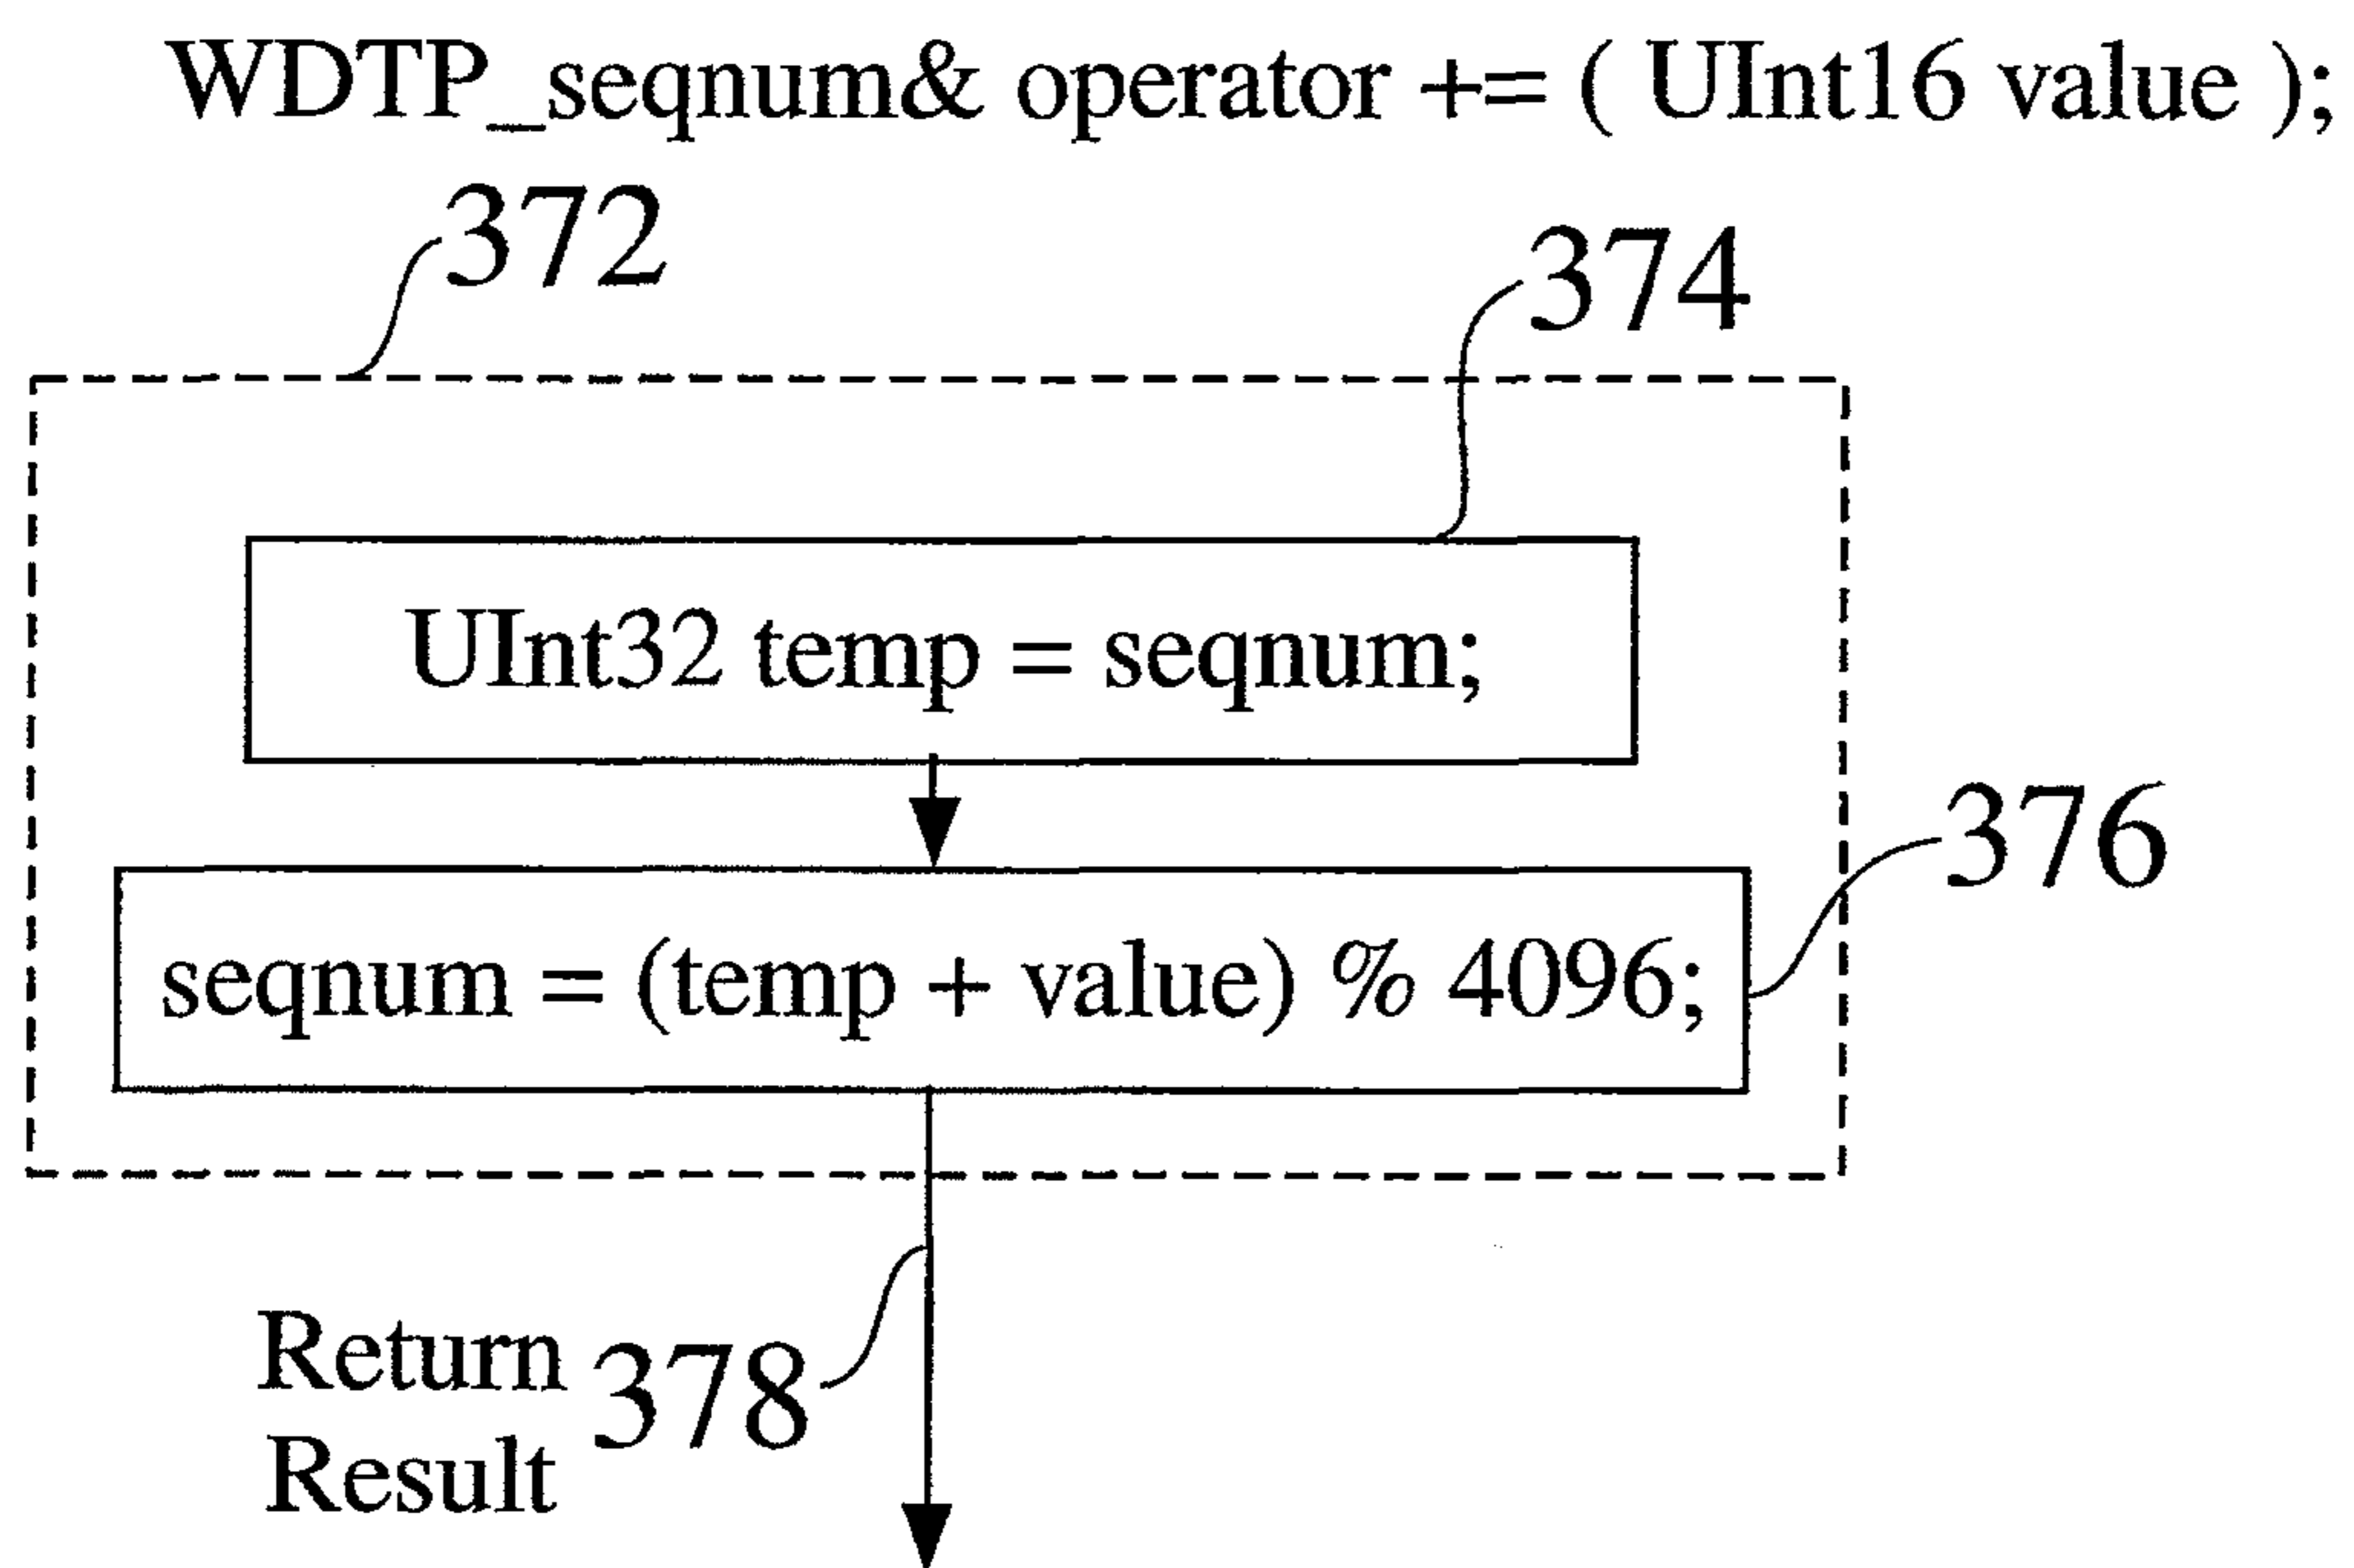 WDTP_seqnum& operator += ( UInt16 value );
372
374
UInt32 temp = seqnum;
376
seqnum = (temp + value) % 4096;
Return
378
Result